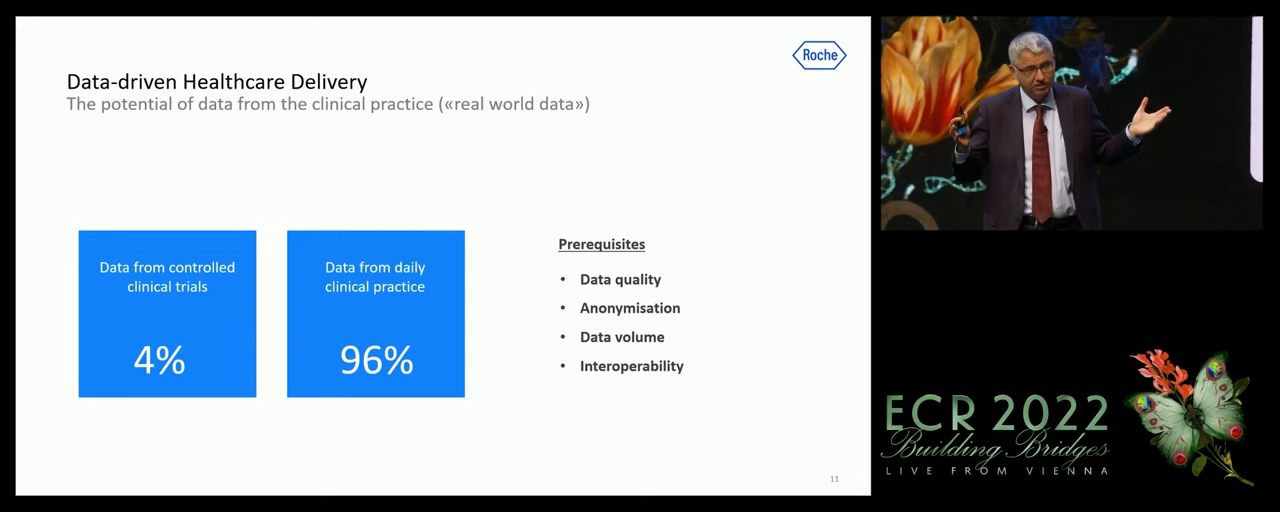 Roche
Data-driven Healthcare Delivery
The potential of data from the clinical practice («real world data»)
Data from controlled
clinical trials
4%
Data from daily
clinical practice
96%
Prerequisites
• Data quality
• Anonymisation
• Data volume
• Interoperability
11
ECR 2022
Building Bridges
LIVE FROM VIENNA